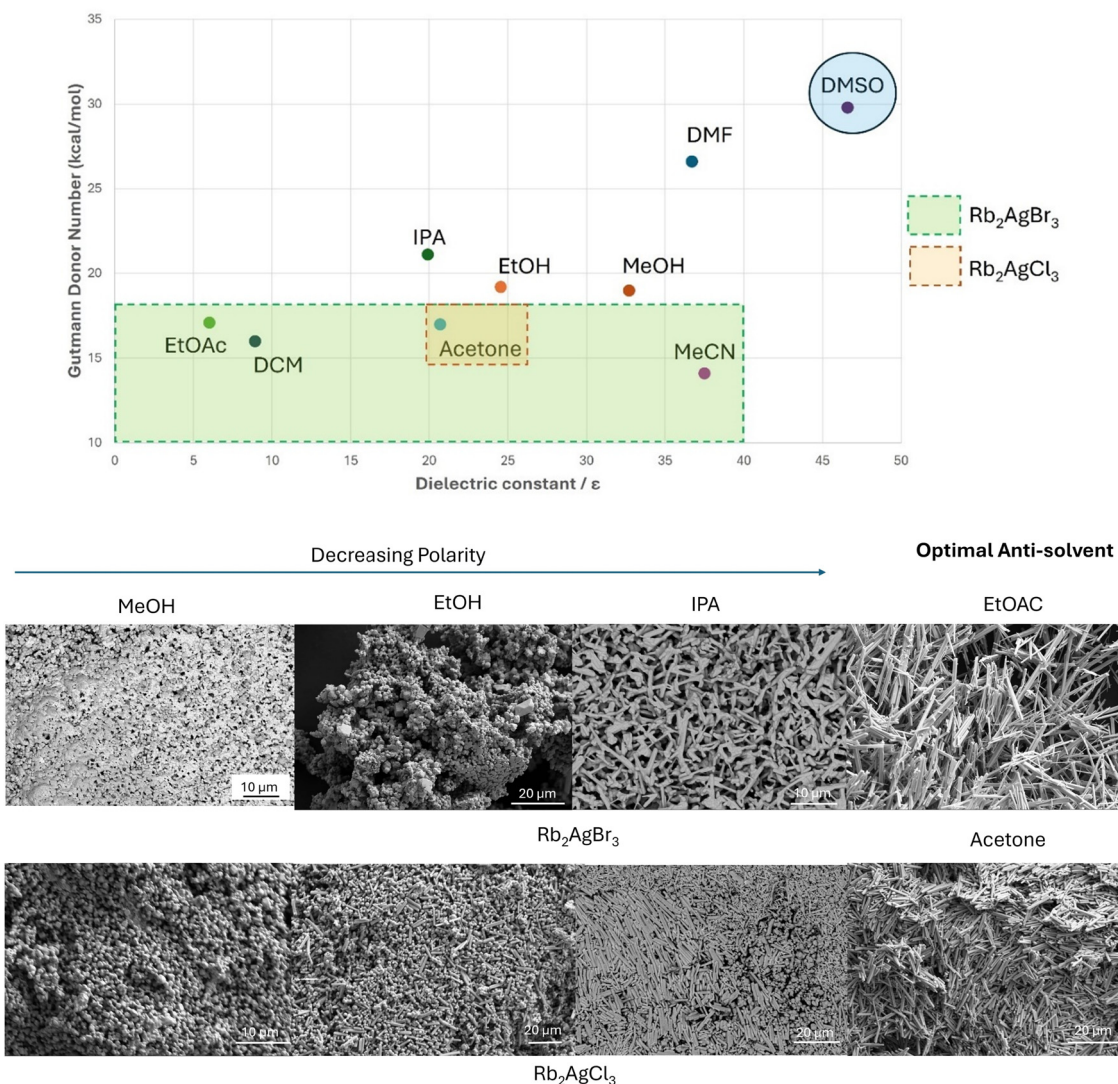 35
30
25
20
15
10
Gutmann Donor Number (kcal/mol)
DMSO
DMF
IPA
EtOH
MeOH
EtOAc
DCM
Acetone
MeCN
0 5 10 15 20 25 30 35 40 45 50
Dielectric constant / ε
Rb₂AgBr₃
Rb₂AgCl₃
Decreasing Polarity
Optimal Anti-solvent
MeOH EtOH IPA EtOAC
10 µm 20 µm 10 µm
Rb₂AgBr₃
Acetone
10 µm 20 µm 20 µm 20 µm
Rb₂AgCl₃